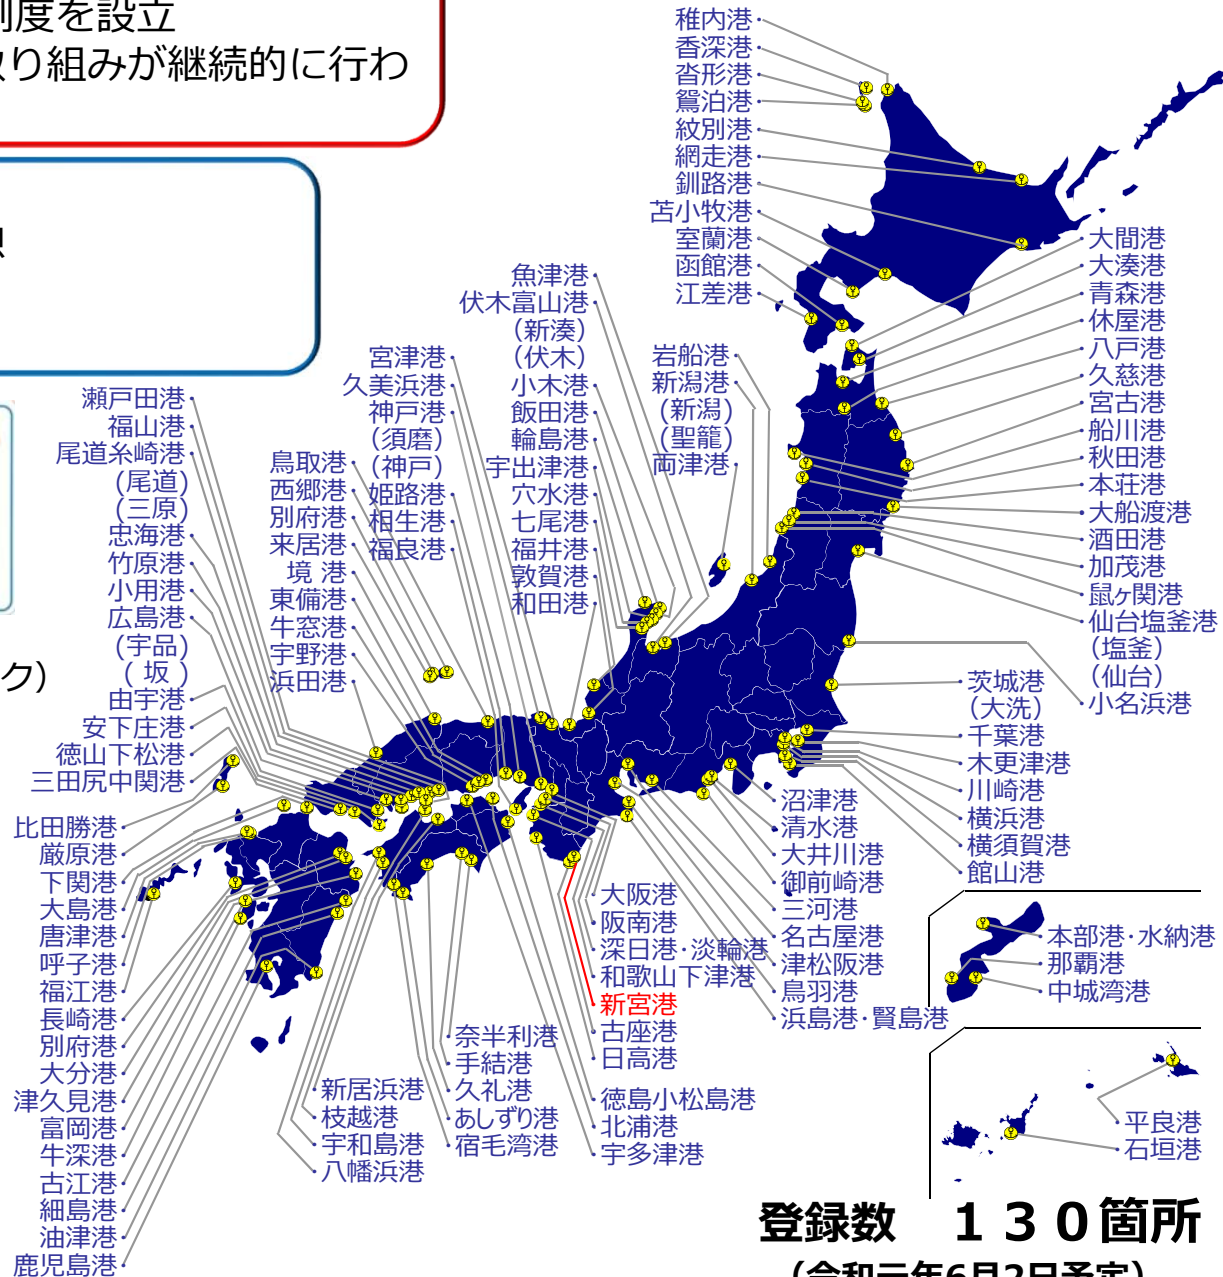 制度を設立
取り組みが継続的に行わ
ク）
稚内港
香深港
沓形港
鴛泊港
紋別港
網走港
釧路港
苫小牧港
室蘭港
函館港
江差港
大間港
大湊港
青森港
休屋港
八戸港
久慈港
宮古港
船川港
秋田港
本荘港
大船渡港
酒田港
加茂港
鼠ヶ関港
仙台塩釜港
(塩釜)
(仙台)
小名浜港
魚津港
伏木富山港
(新湊)
(伏木)
小木港
飯田港
輪島港
宇出津港
穴水港
七尾港
福井港
敦賀港
和田港
岩船港
新潟港
(新潟)
(聖籠)
両津港
宮津港
久美浜港
神戸港
(須磨)
(神戸)
姫路港
相生港
福良港
鳥取港
西郷港
別府港
来居港
境 港
東備港
牛窓港
宇野港
浜田港
瀬戸田港
福山港
尾道糸崎港
(尾道)
(三原)
忠海港
竹原港
小用港
広島港
(宇品)
( 坂 )
由宇港
安下庄港
徳山下松港
三田尻中関港
比田勝港
厳原港
下関港
大島港
唐津港
呼子港
福江港
長崎港
別府港
大分港
津久見港
富岡港
牛深港
古江港
細島港
油津港
鹿児島港
新居浜港
枝越港
宇和島港
八幡浜港
奈半利港
手結港
久礼港
あしずり港
宿毛湾港
大阪港
阪南港
深日港・淡輪港
和歌山下津港
新宮港
古座港
日高港
徳島小松島港
北浦港
宇多津港
茨城港
(大洗)
千葉港
木更津港
川崎港
横浜港
横須賀港
館山港
沼津港
清水港
大井川港
御前崎港
三河港
名古屋港
津松阪港
鳥羽港
浜島港・賢島港
本部港・水納港
那覇港
中城湾港
平良港
石垣港
登録数　１３０箇所
（令和元年6月2日予定）